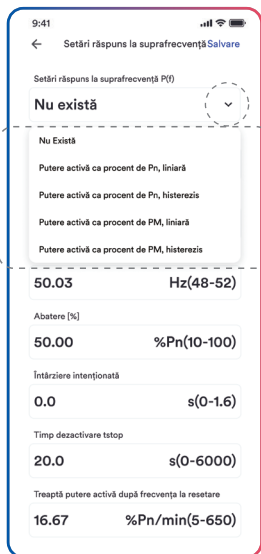 9:41
Setări răspuns la suprafrecvență Salvare
Setări răspuns la suprafrecvență P(f)
Nu există
Nu Există
Putere activă ca procent de Pn, liniară
Putere activă ca procent de Pn, histerezis
Putere activă ca procent de PM, liniară
Putere activă ca procent de PM, histerezis
50.03 Hz(48-52)
Abatere [%]
50.00 %Pn(10-100)
Întârziere intenționată
0.0 s(0-1.6)
Timp dezactivare tstop
20.0 s(0-6000)
Treaptă putere activă după frecvența la resetare
16.67 %Pn/min(5-650)